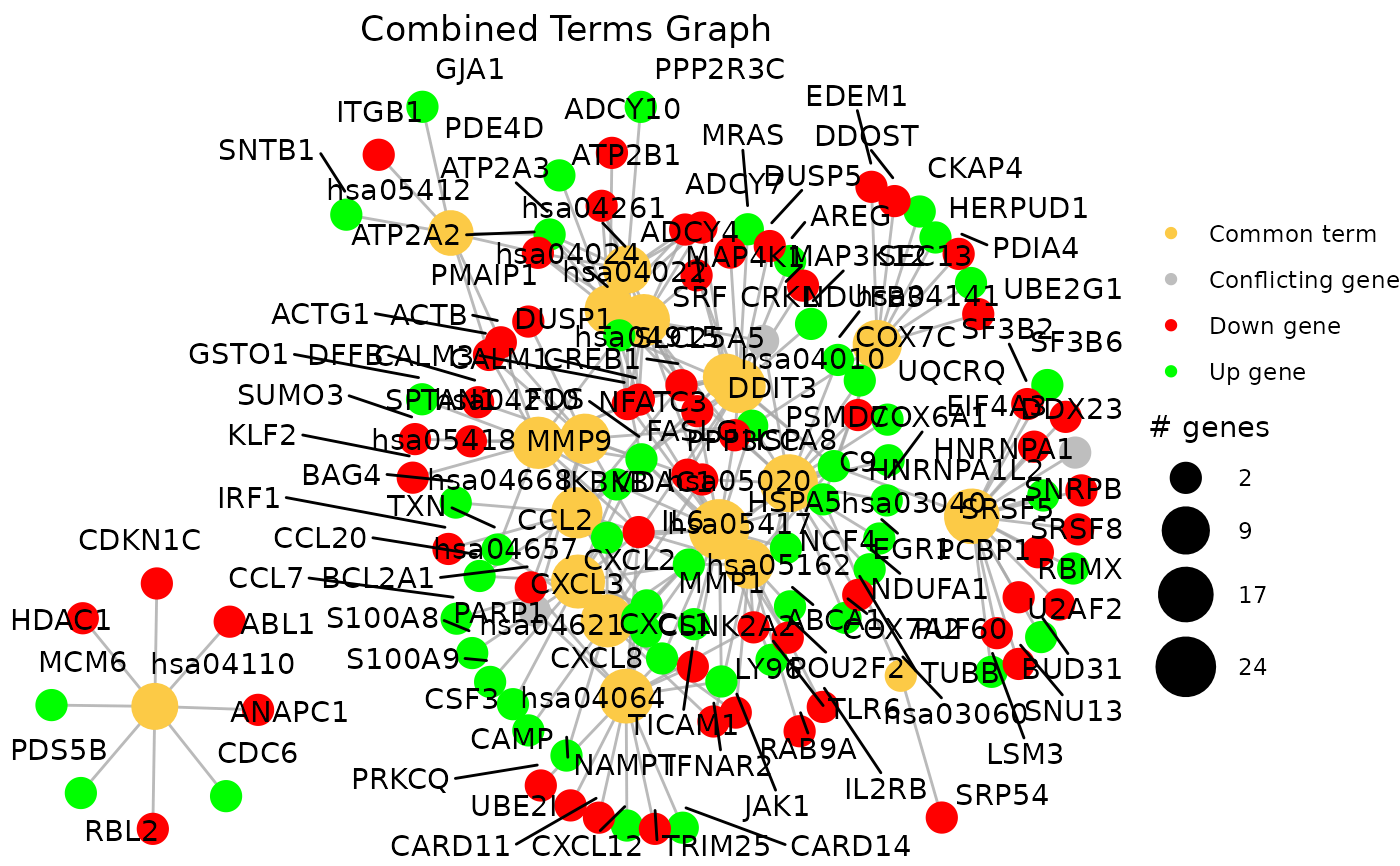 Combined Terms Graph
GJA1
PPP2R3C
EDEM1
ITGB1
ADCY10
PDE4D
MRAS
DDOST
SNTB1
ATP2A3
ATP2B1
CKAP4
hsa05412
ADCY7
DUSP5
hsa04261
AREG
HERPUD1
ATP2A2
ADCY4
PDIA4
hsa04024
MAP4K1
MAP3K12
SEC13
PMAIP1
hsa04022
SRF
CRKL
NDUFB3
hsa04141
UBE2G1
ACTG1
ACTB
DUSP1
SF3B2
hsa04915
SLC25A5
COX7C
SF3B6
GSTO1
DFFB
CALM3
CALM1
CREB1
hsa04010
UQCRQ
SUMO3
SPTAN1
hsa04210
FOS
NFATC3
DDIT3
EIF4A3
DDX23
PSMD7
COX6A1
KLF2
hsa05418
MMP9
FASLG
PPP3CC
HSPA8
HNRNPA1
BAG4
hsa04668
IKBKB
VDAC1
hsa05020
C9
HNRNPA1L2
IRF1
TXN
HSPA5
hsa03040
SNRPB
SRSF5
CCL2
IL6
hsa05417
SRSF8
CDKN1C
CCL20
hsa04657
CXCL2
NCF4
EGR1
PCBP1
CCL7
BCL2A1
CXCL3
MMP1
hsa05162
NDUFA1
RBMX
HDAC1
ABL1
S100A8
PARP1
hsa04621
CXCL1
CSNK2A2
ABCA1
COX7A2
PUF60
U2AF2
MCM6
hsa04110
S100A9
CXCL8
LY96
POU2F2
TUBB
BUD31
CSF3
hsa04064
ANAPC1
TICAM1
TLR6
hsa03060
SNU13
PDS5B
CDC6
CAMP
RAB9A
LSM3
PRKCQ
NAMPT
IFNAR2
IL2RB
SRP54
UBE2I
JAK1
RBL2
CARD11
CXCL12
TRIM25
CARD14
Common term
Conflicting gene
Down gene
Up gene
# genes
2
9
17
24